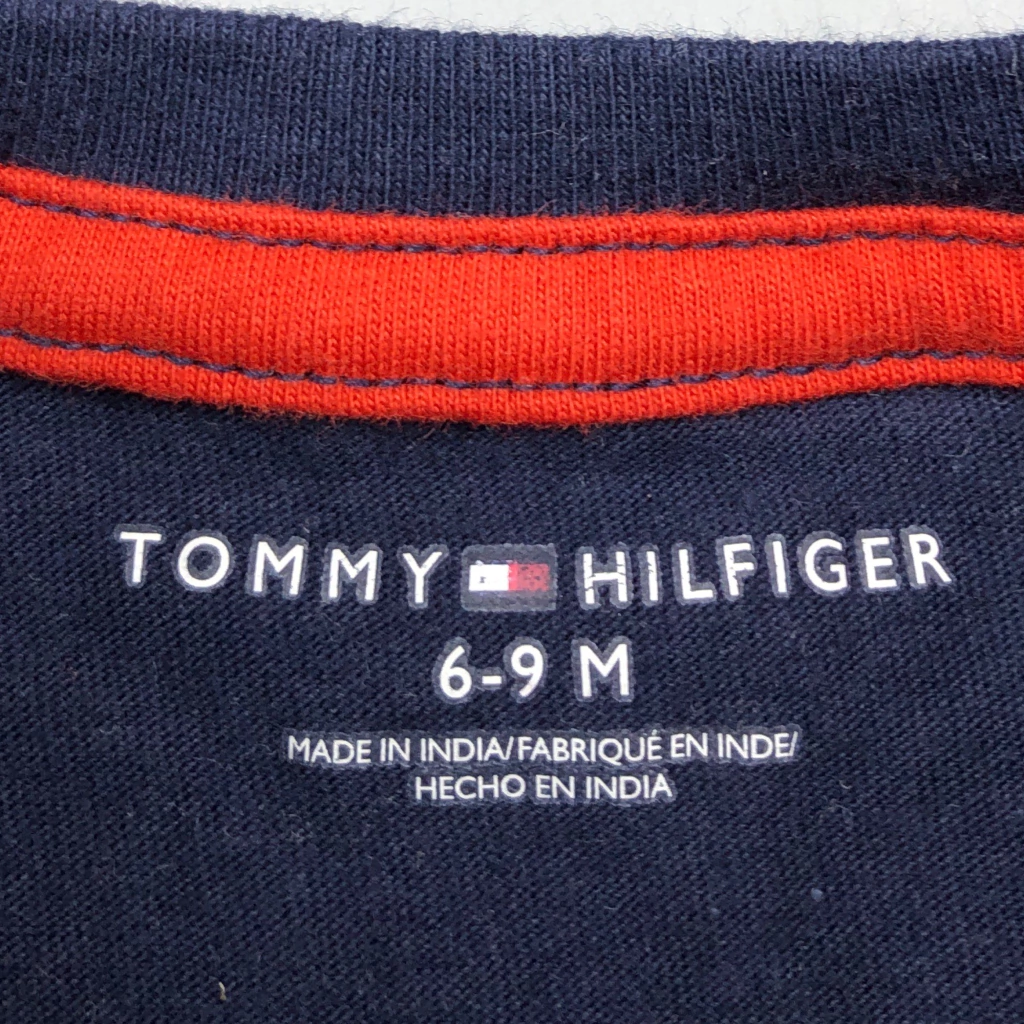 TOMMY HILFIGER
6-9 M
MADE IN INDIA/FABRIQUÉ EN INDE/
HECHO EN INDIA